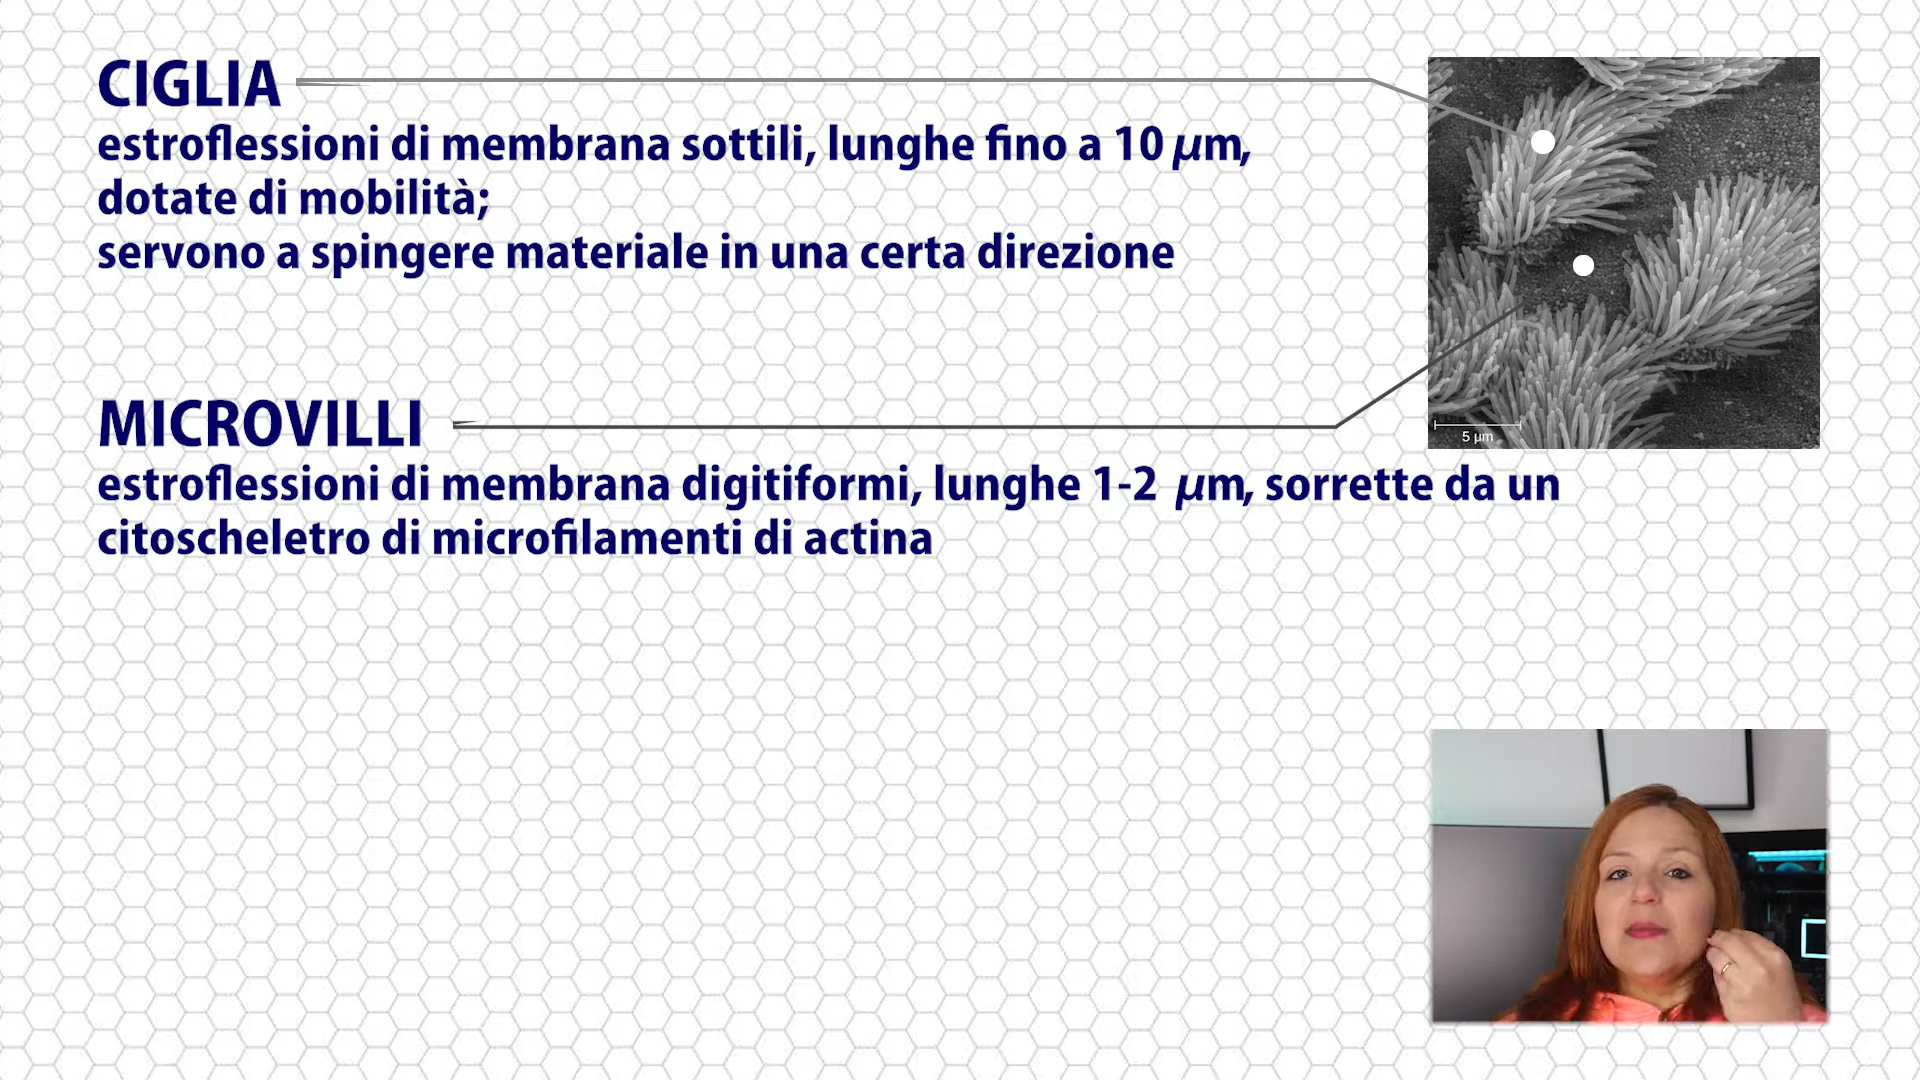 CIGLIA
estroflessioni di membrana sottili, lunghe fino a 10 μm,
dotate di mobilità;
servono a spingere materiale in una certa direzione
5 µm
MICROVILLI
estroflessioni di membrana digitiformi, lunghe 1-2 μm, sorrette da un
citoscheletro di microfilamenti di actina